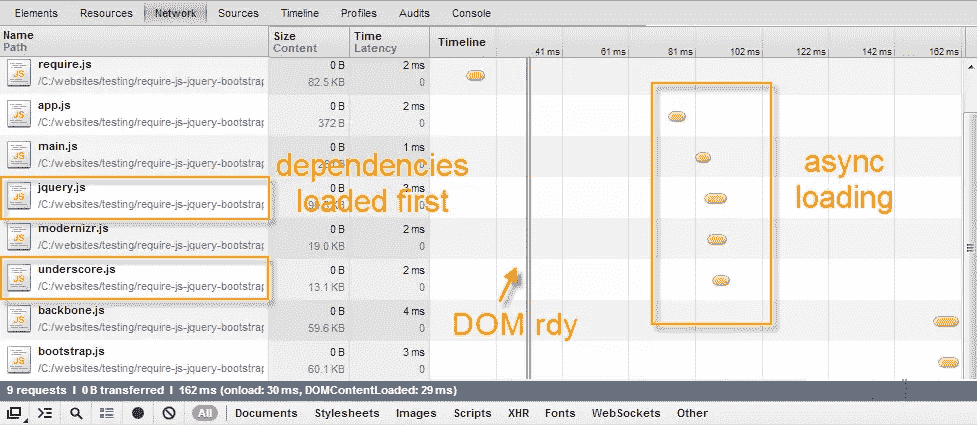 Elements Resources Network Sources Timeline Profiles Audits Console
Name Size Time Timeline
Path Content Latency 41 ms 61 ms 81 ms 102 ms 122 ms 142 ms 162 ms
require.js 0 B 2 ms
/C:/websites/testing/require-js-jquery-bootstrap 82.5 KB 0
app.js 0 B 2 ms
/C:/websites/testing/require-js-jquery-bootstrap 372 B 0
main.js 0 B 1 ms
/C:/websites/testing/require-js-jquery-bootstrap 0
dependencies
loaded first
async
loading
jquery.js 0 B 3 ms
/C:/websites/testing/require-js-jquery-bootstrap KB 0
modernizr.js 0 B 2 ms
/C:/websites/testing/require-js-jquery-bootstrap 19.0 KB 0
underscore.js 0 B 2 ms
/C:/websites/testing/require-js-jquery-bootstrap 13.1 KB 0
DOM rdy
backbone.js 0 B 4 ms
/C:/websites/testing/require-js-jquery-bootstrap 59.6 KB 0
bootstrap.js 0 B 3 ms
/C:/websites/testing/require-js-jquery-bootstrap 60.1 KB 0
9 requests | 0 B transferred | 162 ms (onload: 30 ms, DOMContentLoaded: 29 ms)
All Documents Stylesheets Images Scripts XHR Fonts WebSockets Other